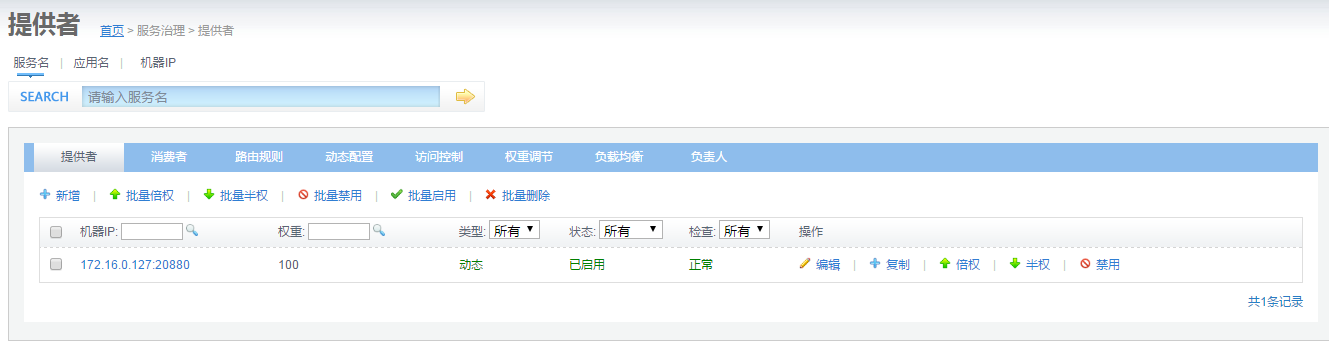 提供者 首页 > 服务治理 > 提供者
服务名 | 应用名 | 机器IP
SEARCH 请输入服务名
提供者 消费者 路由规则 动态配置 访问控制 权重调节 负载均衡 负责人
新增 | 批量倍权 | 批量半权 | 批量禁用 | 批量启用 | 批量删除
机器IP: 权重: 类型: 所有 状态: 所有 检查: 所有 操作
172.16.0.127:20880 100 动态 已启用 正常 编辑 | 复制 | 倍权 | 半权 | 禁用
共1条记录